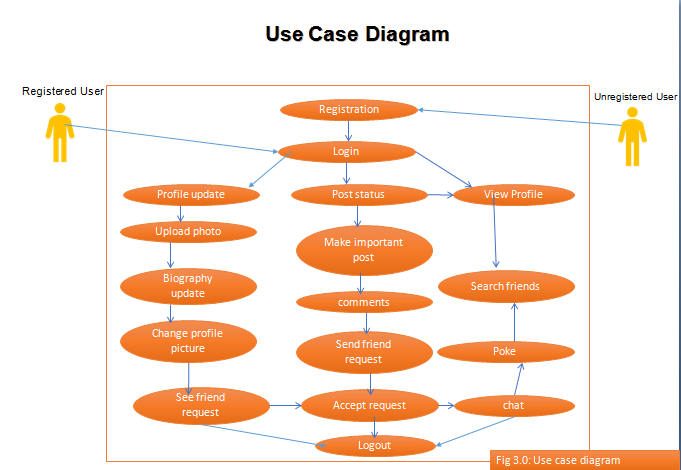 Use Case Diagram
Registered User
Unregistered User
Registration
Login
Profile update
Post status
View Profile
Upload photo
Make important
post
Biography
update
Search friends
comments
Change profile
picture
Send friend
request
Poke
See friend
request
Accept request
chat
Logout
Fig 3.0: Use case diagram